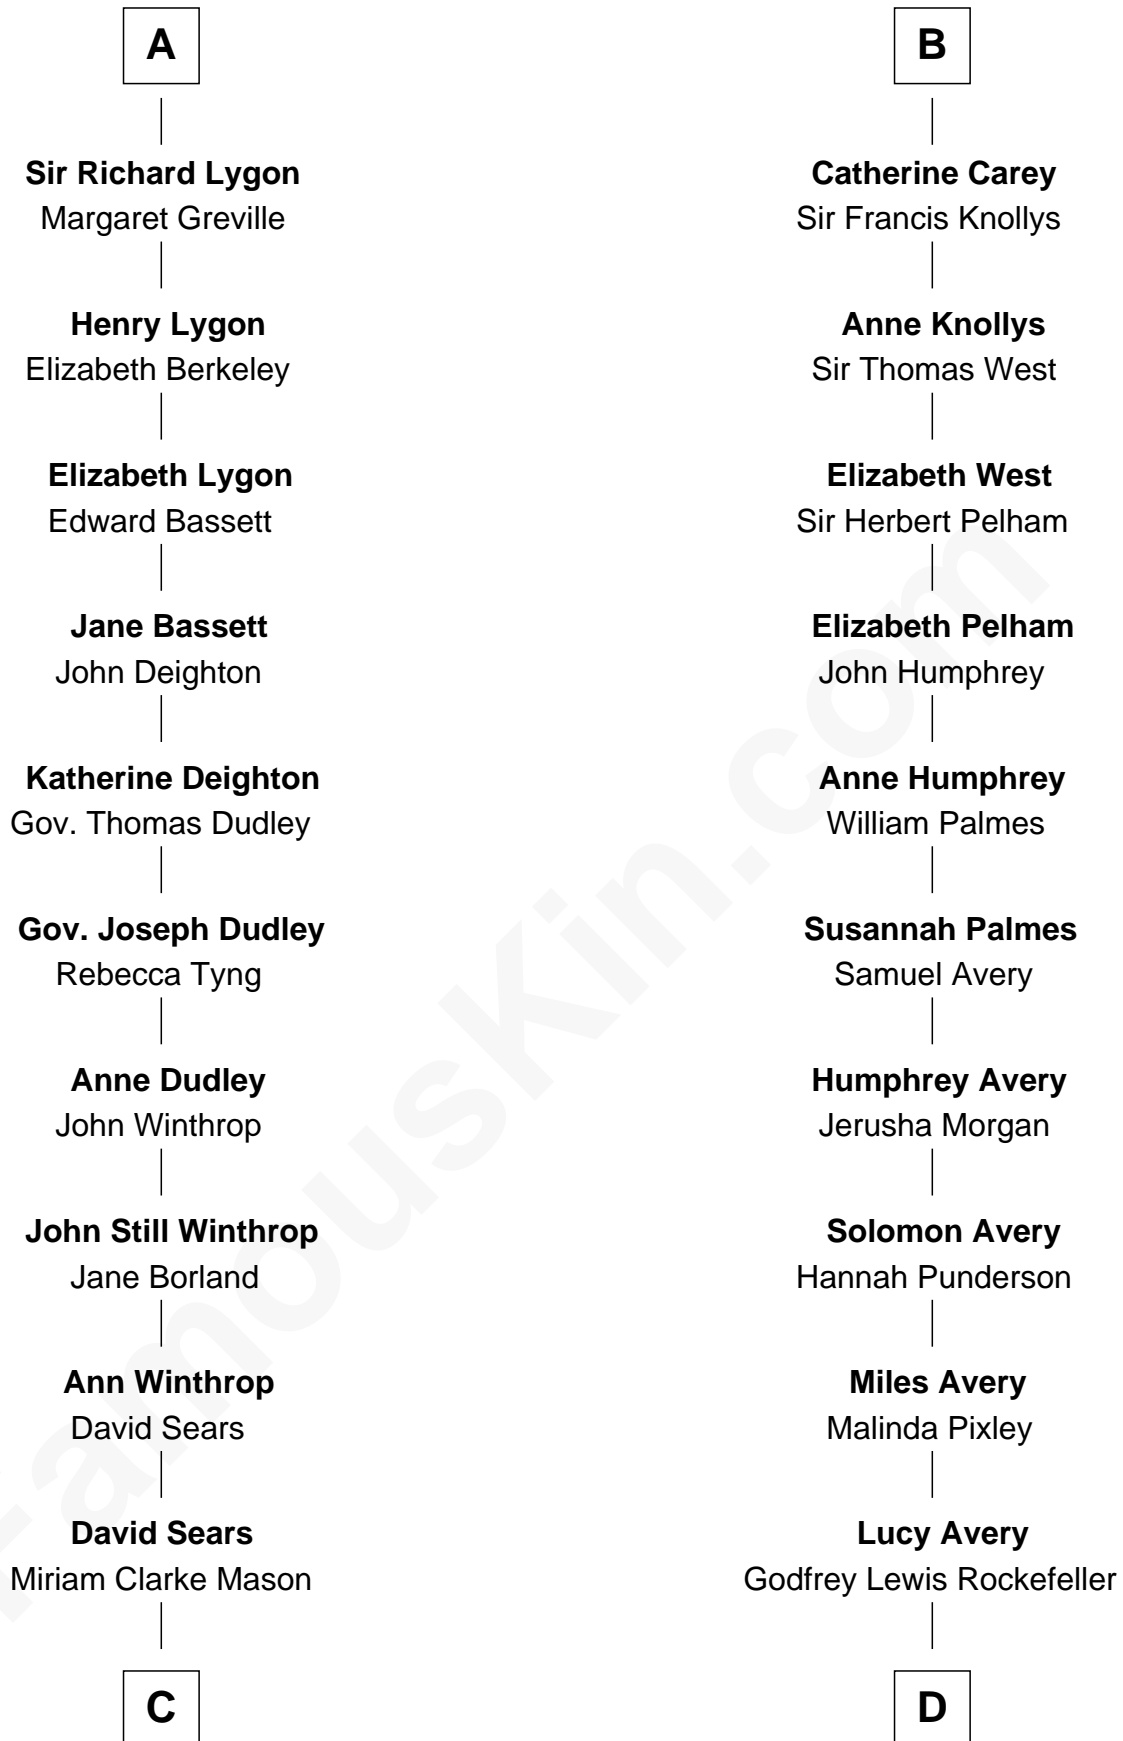 A
Sir Richard Lygon
Margaret Greville
Henry Lygon
Elizabeth Berkeley
Elizabeth Lygon
Edward Bassett
Jane Bassett
John Deighton
Katherine Deighton
Gov. Thomas Dudley
Gov. Joseph Dudley
Rebecca Tyng
Anne Dudley
John Winthrop
John Still Winthrop
Jane Borland
Ann Winthrop
David Sears
David Sears
Miriam Clarke Mason
C
B
Catherine Carey
Sir Francis Knollys
Anne Knollys
Sir Thomas West
Elizabeth West
Sir Herbert Pelham
Elizabeth Pelham
John Humphrey
Anne Humphrey
William Palmes
Susannah Palmes
Samuel Avery
Humphrey Avery
Jerusha Morgan
Solomon Avery
Hannah Punderson
Miles Avery
Malinda Pixley
Lucy Avery
Godfrey Lewis Rockefeller
D
FamousKin.com